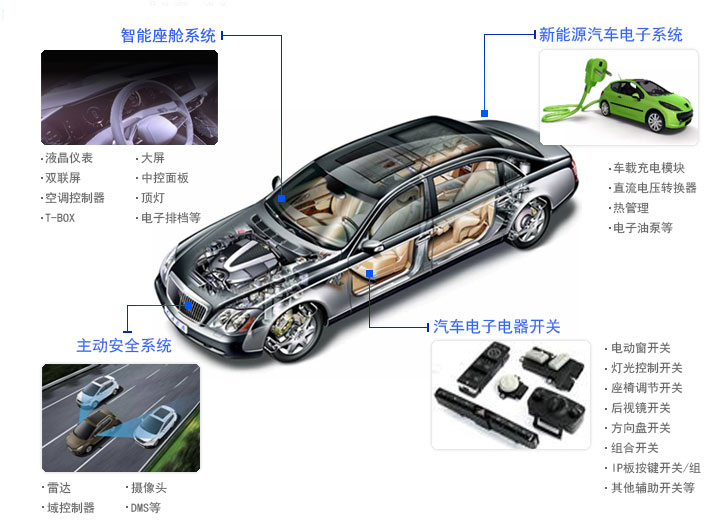 智能座舱系统
新能源汽车电子系统
·液晶仪表 ·大屏
·双联屏 ·中控面板
·空调控制器 ·顶灯
·T-BOX ·电子排档等
·车载充电模块
·直流电压转换器
·热管理
·电子油泵等
主动安全系统
汽车电子电器开关
·雷达 ·摄像头
·域控制器 ·DMS等
·电动窗开关
·灯光控制开关
·座椅调节开关
·后视镜开关
·方向盘开关
·组合开关
·IP板按键开关/组
·其他辅助开关等